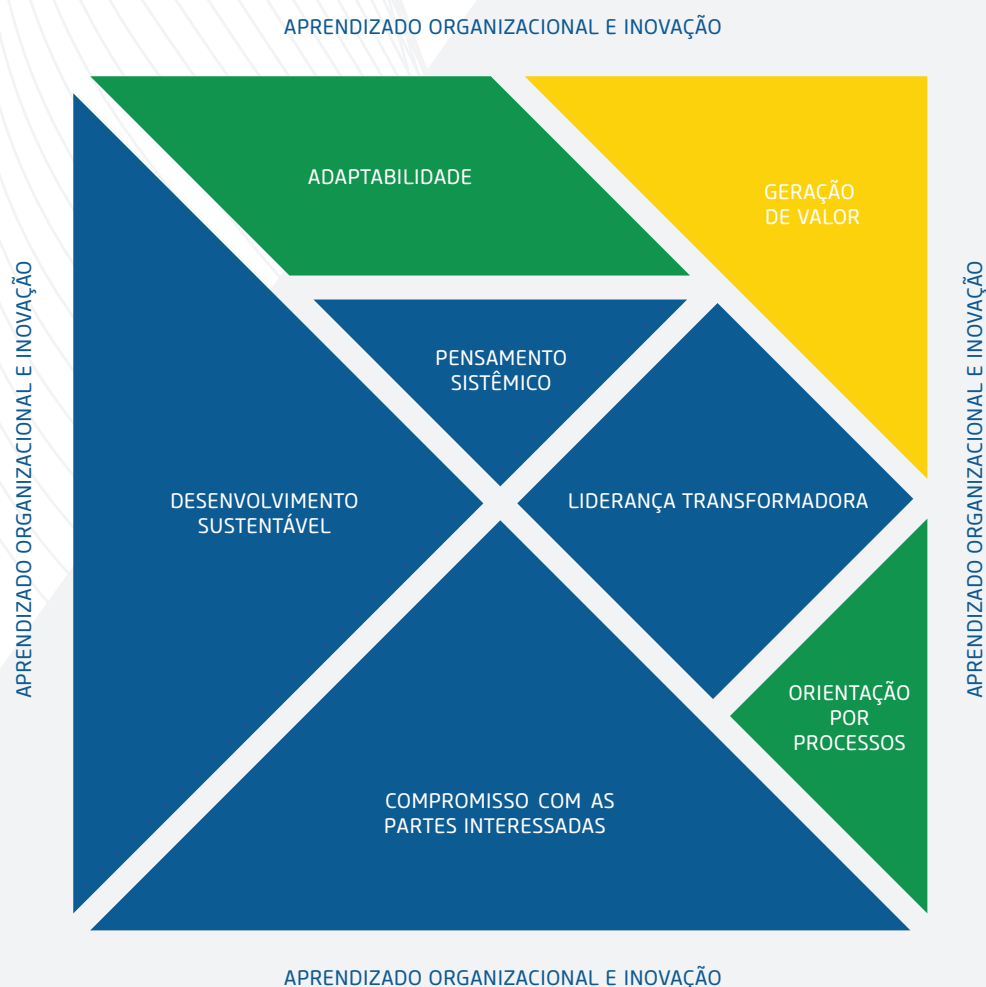 APRENDIZADO ORGANIZACIONAL E INOVAÇÃO
ADAPTABILIDADE
GERAÇÃO
DE VALOR
APRENDIZADO ORGANIZACIONAL E INOVAÇÃO
APRENDIZADO ORGANIZACIONAL E INOVAÇÃO
PENSAMENTO
SISTÊMICO
DESENVOLVIMENTO
SUSTENTÁVEL
LIDERANÇA TRANSFORMADORA
ORIENTAÇÃO
POR
PROCESSOS
COMPROMISSO COM AS
PARTES INTERESSADAS
APRENDIZADO ORGANIZACIONAL E INOVAÇÃO